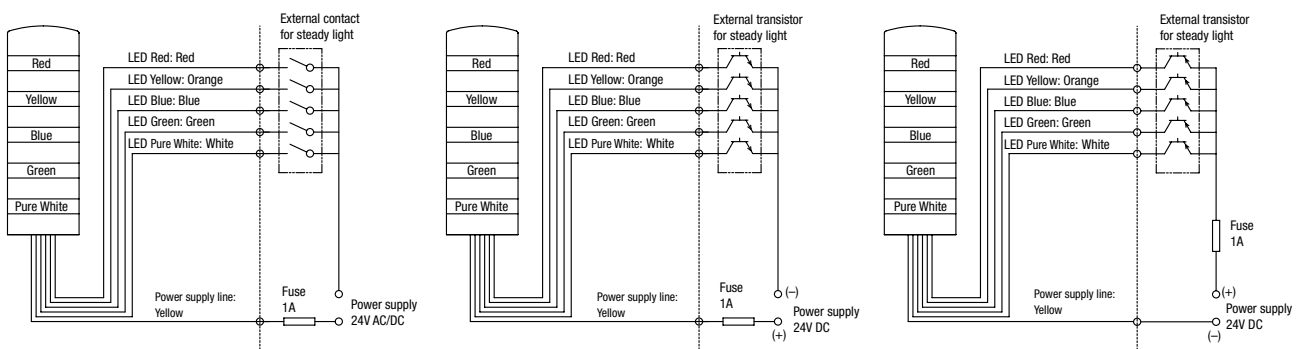 External contact
for steady light
Red
Yellow
Blue
Green
Pure White
LED Red: Red
LED Yellow: Orange
LED Blue: Blue
LED Green: Green
LED Pure White: White
Power supply line:
Yellow
Fuse
1A
Power supply
24V AC/DC
External transistor
for steady light
Red
Yellow
Blue
Green
Pure White
LED Red: Red
LED Yellow: Orange
LED Blue: Blue
LED Green: Green
LED Pure White: White
Power supply line:
Yellow
Fuse
1A
(–)
Power supply
24V DC
(+)
External transistor
for steady light
Red
Yellow
Blue
Green
Pure White
LED Red: Red
LED Yellow: Orange
LED Blue: Blue
LED Green: Green
LED Pure White: White
Fuse
1A
Power supply line:
Yellow
(+)
Power supply
24V DC
(–)